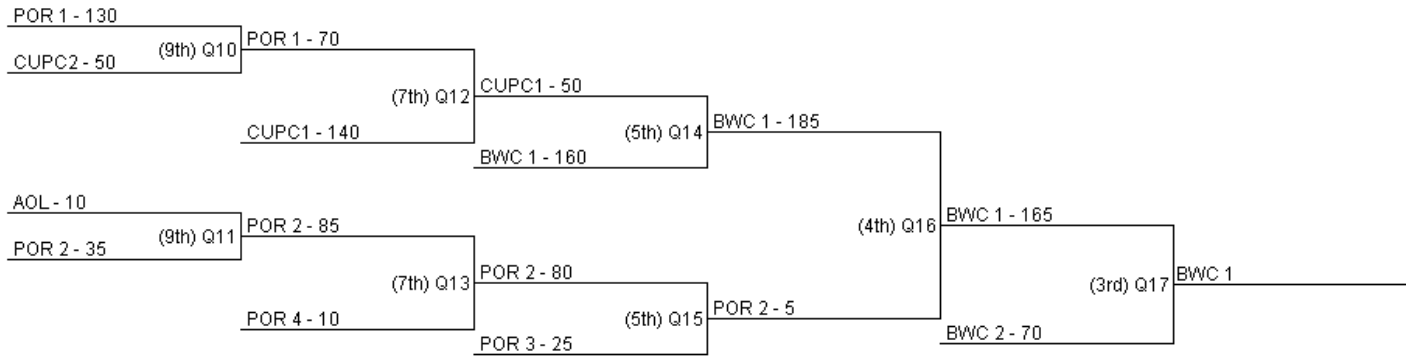 POR 1 - 130
(9th) Q10
CUPC2 - 50
POR 1 - 70
(7th) Q12
CUPC1 - 140
CUPC1 - 50
(5th) Q14
BWC 1 - 160
BWC 1 - 185
AOL - 10
(9th) Q11
POR 2 - 35
POR 2 - 85
(7th) Q13
POR 4 - 10
POR 2 - 80
(5th) Q15
POR 3 - 25
POR 2 - 5
(4th) Q16
BWC 1 - 165
(3rd) Q17
BWC 2 - 70
BWC 1